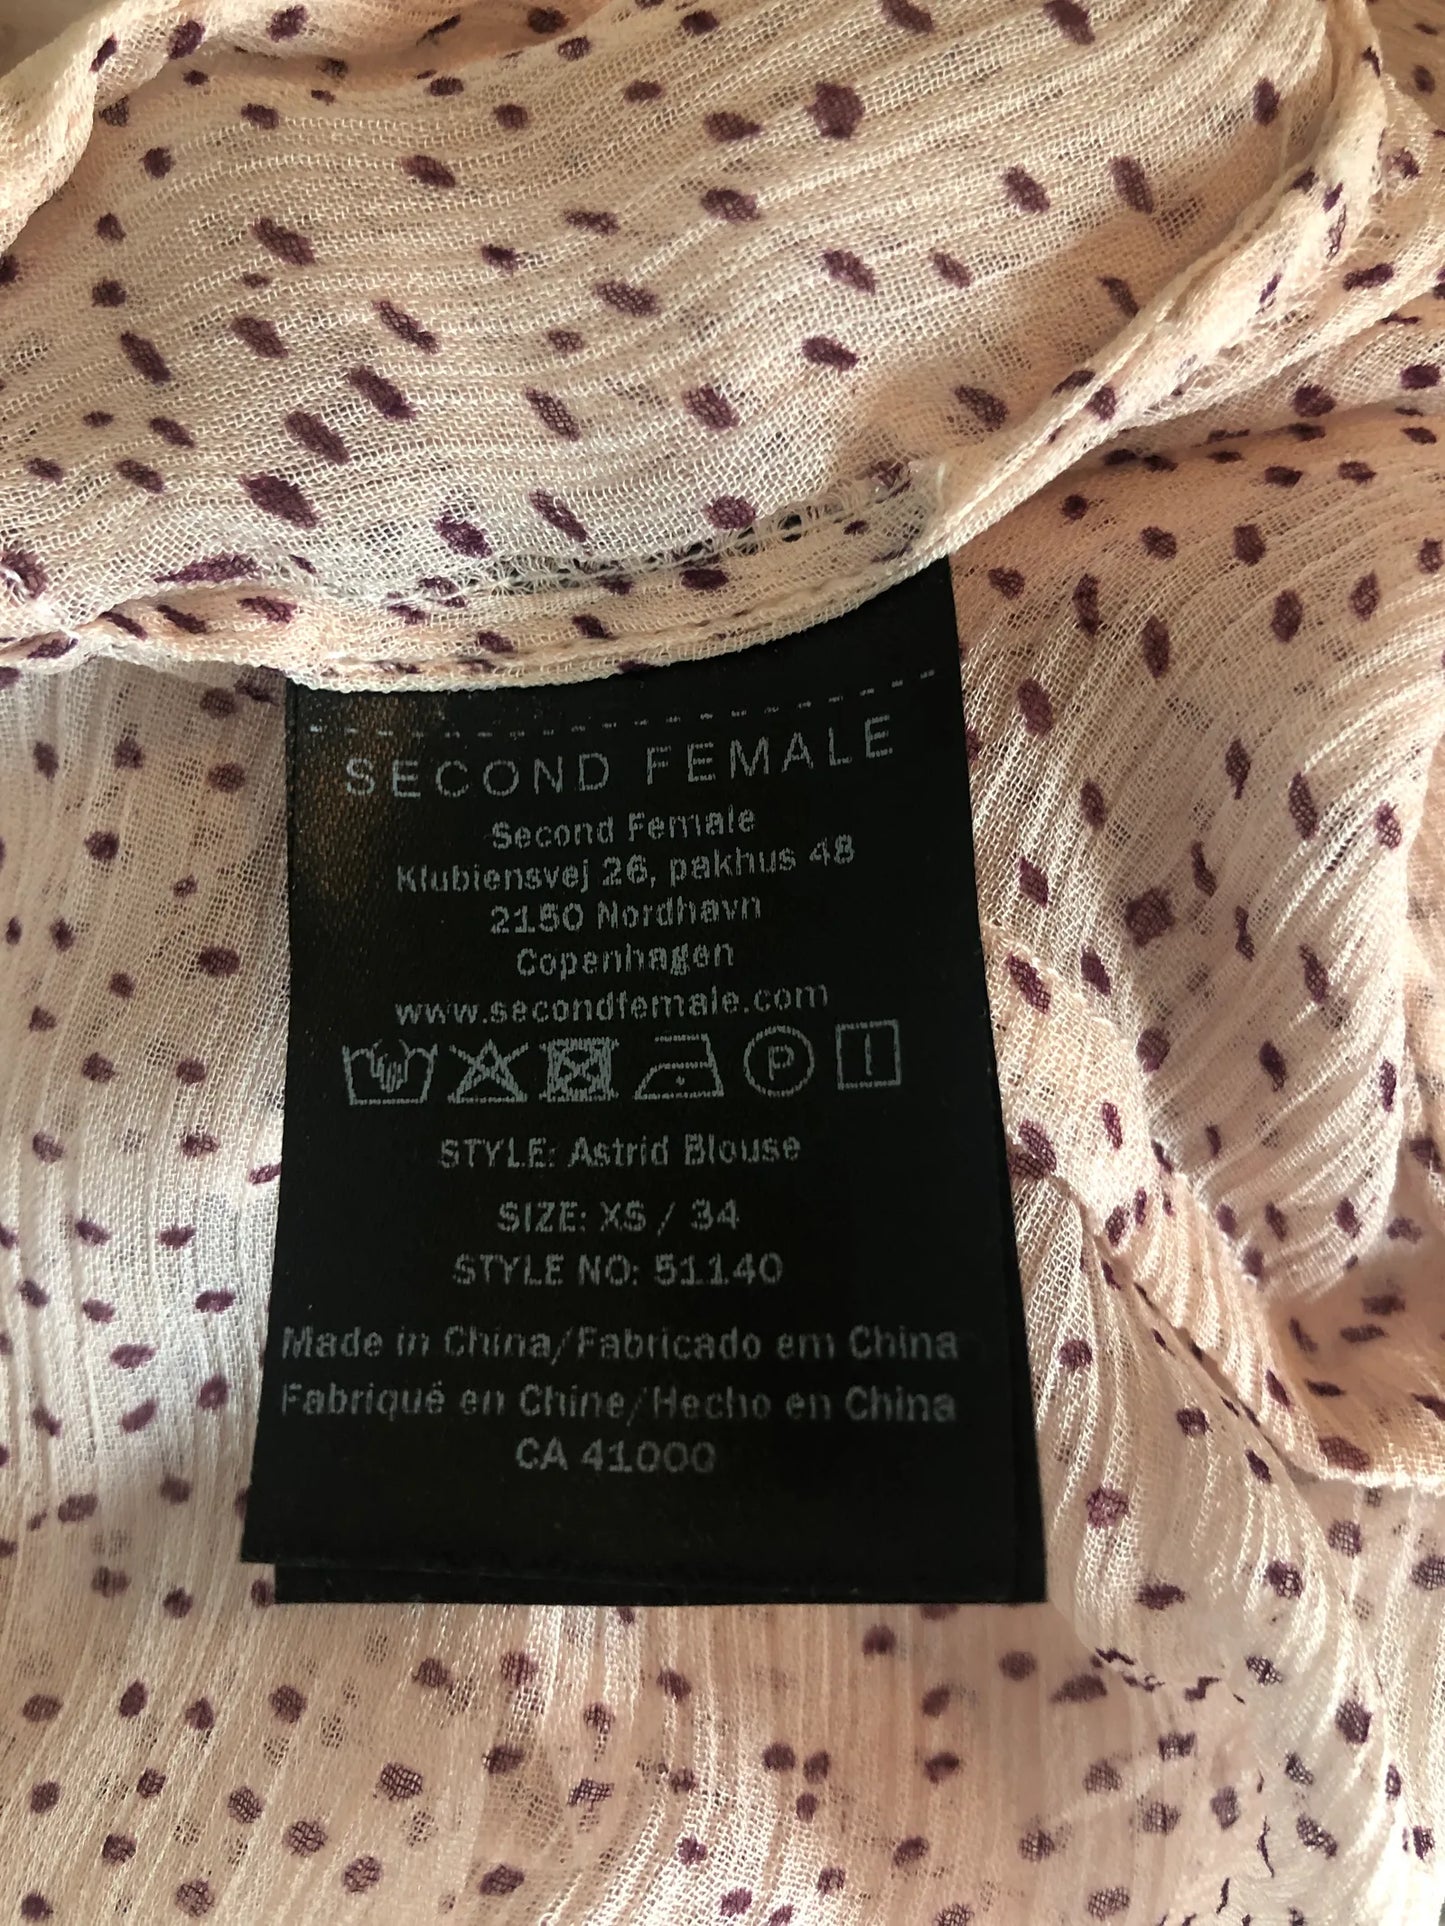 SECOND FEMALE
Second Female
Klubiensvej 26, pakhus 48
2150 Nordhavn
Copenhagen
www.secondfemale.com
P
STYLE: Astrid Blouse
SIZE: XS / 34
STYLE NO: 51140
Made in China/Fabricado em China
Fabriqué en Chine/Hecho en China
CA 41000